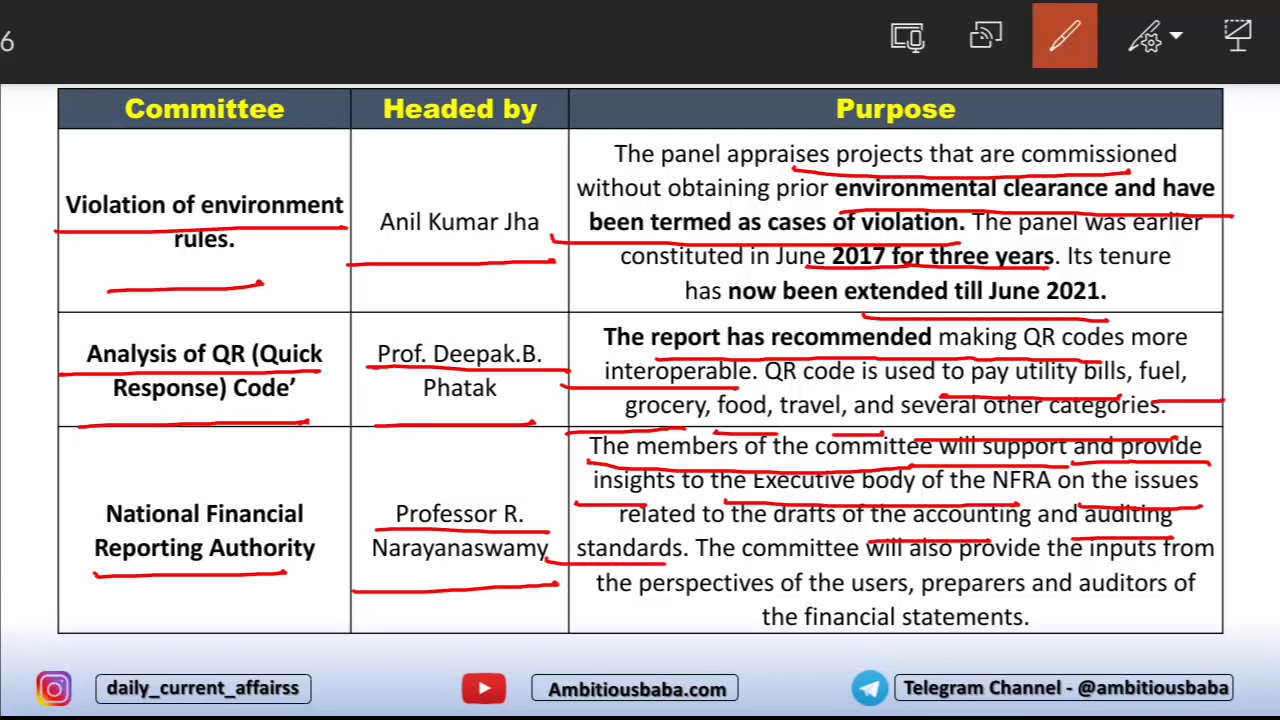 6
Committee
Headed by
Purpose
Violation of environment
rules.
Anil Kumar Jha
The panel appraises projects that are commissioned
without obtaining prior environmental clearance and have
been termed as cases of violation. The panel was earlier
constituted in June 2017 for three years. Its tenure
has now been extended till June 2021.
Analysis of QR (Quick
Response) Code’
Prof. Deepak.B.
Phatak
The report has recommended making QR codes more
interoperable. QR code is used to pay utility bills, fuel,
grocery, food, travel, and several other categories.
National Financial
Reporting Authority
Professor R.
Narayanaswamy
The members of the committee will support and provide
insights to the Executive body of the NFRA on the issues
related to the drafts of the accounting and auditing
standards. The committee will also provide the inputs from
the perspectives of the users, preparers and auditors of
the financial statements.
daily_current_affairss
Ambitiousbaba.com
Telegram Channel - @ambitiousbaba